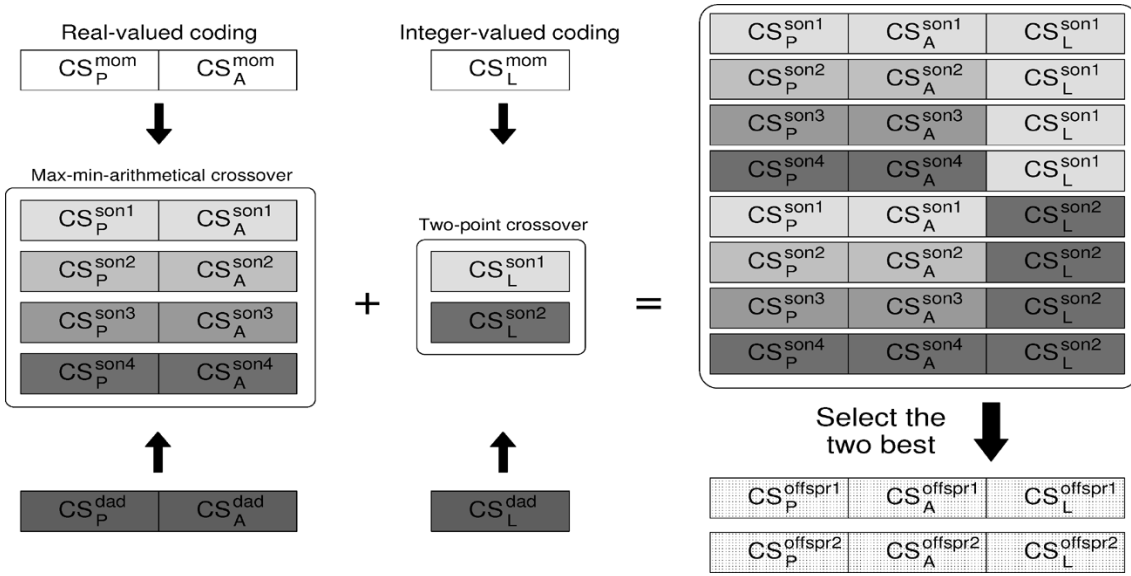 Real-valued coding
CS_P^mom CS_A^mom
Max-min-arithmetical crossover
CS_P^son1 CS_A^son1
CS_P^son2 CS_A^son2
CS_P^son3 CS_A^son3
CS_P^son4 CS_A^son4
CS_P^dad CS_A^dad
+
Integer-valued coding
CS_L^mom
Two-point crossover
CS_L^son1
CS_L^son2
CS_L^dad
=
CS_P^son1 CS_A^son1 CS_L^son1
CS_P^son2 CS_A^son2 CS_L^son1
CS_P^son3 CS_A^son3 CS_L^son1
CS_P^son4 CS_A^son4 CS_L^son1
CS_P^son1 CS_A^son1 CS_L^son2
CS_P^son2 CS_A^son2 CS_L^son2
CS_P^son3 CS_A^son3 CS_L^son2
CS_P^son4 CS_A^son4 CS_L^son2
Select the
two best
CS_P^offspr1 CS_A^offspr1 CS_L^offspr1
CS_P^offspr2 CS_A^offspr2 CS_L^offspr2